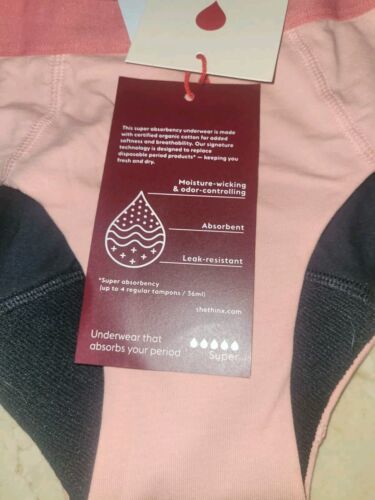 This super absorbency underwear is made
with certified organic cotton for added
softness and breathability. Our signature
technology is designed to replace
disposable period products* — keeping you
fresh and dry.
Moisture-wicking
& odor-controlling
Absorbent
Leak-resistant
*Super absorbency
(up to 4 regular tampons / 36ml)
shethinx.com
Underwear that
absorbs your period
Super